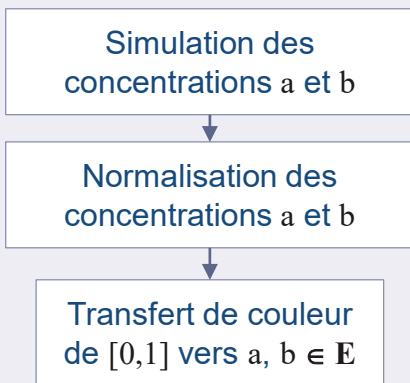 Simulation des
concentrations a et b
Normalisation des
concentrations a et b
Transfert de couleur
de [0,1] vers a, b ∈ E